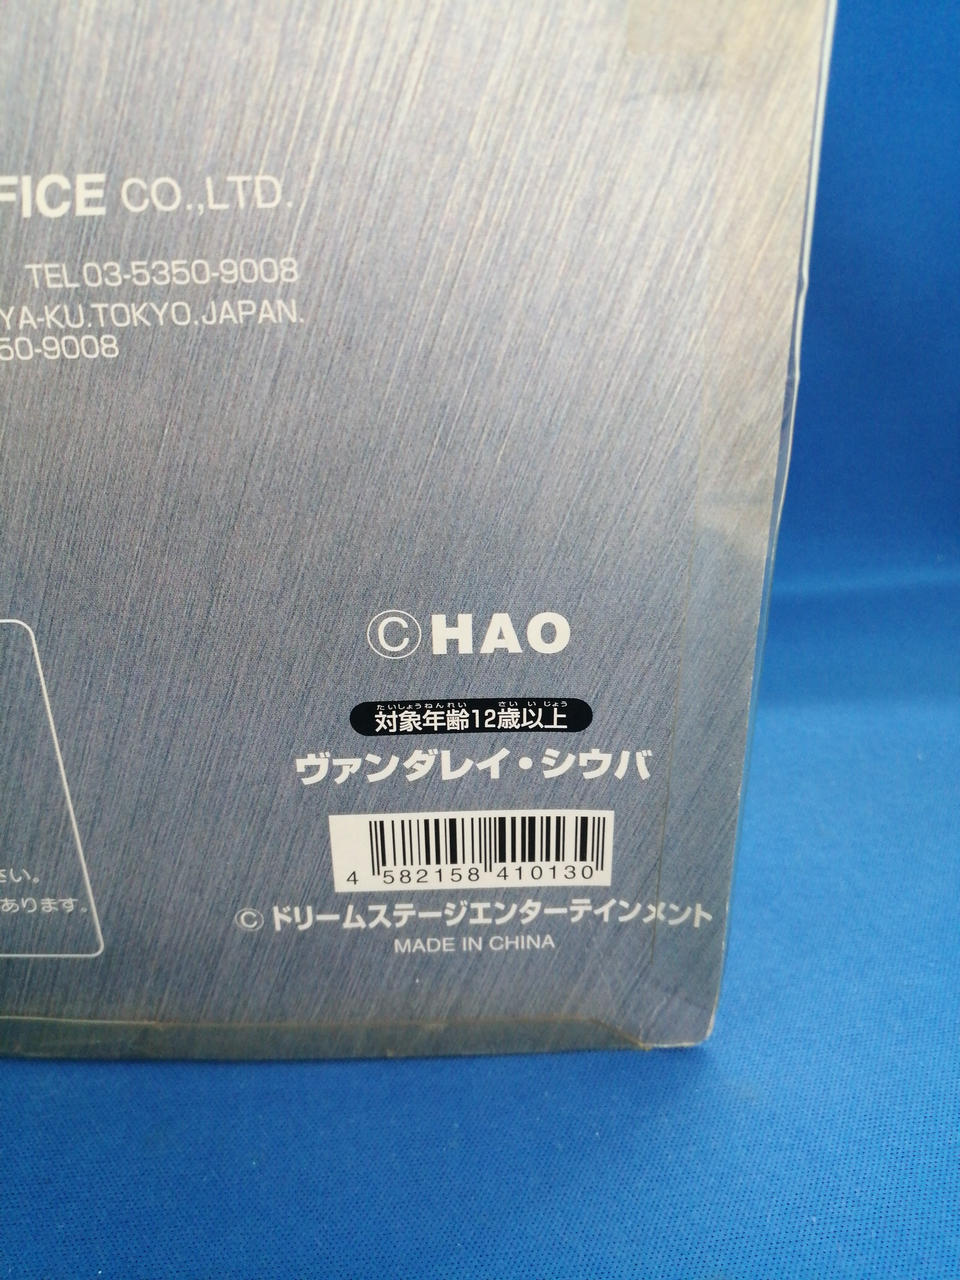 FICE CO.,LTD.
TEL 03-5350-9008
YA-KU.TOKYO.JAPAN.
50-9008
©HAO
たいしょうねんれい さい いじょう
対象年齢12歳以上
ヴァンダレイ・シウバ
4 582158 410130
さい。
あります。
© ドリームステージエンターテインメント
MADE IN CHINA